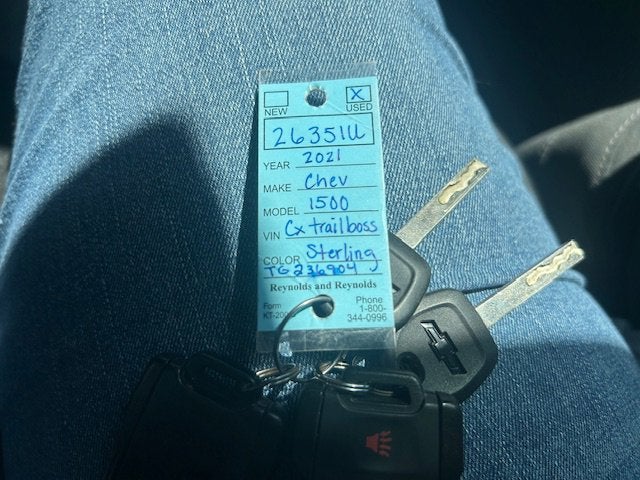 X
NEW USED
26351U
YEAR 2021
MAKE Chev
MODEL 1500
VIN Cx trailboss
COLOR Sterling
TG236904
Reynolds and Reynolds
Form Phone
1-800-
344-0996